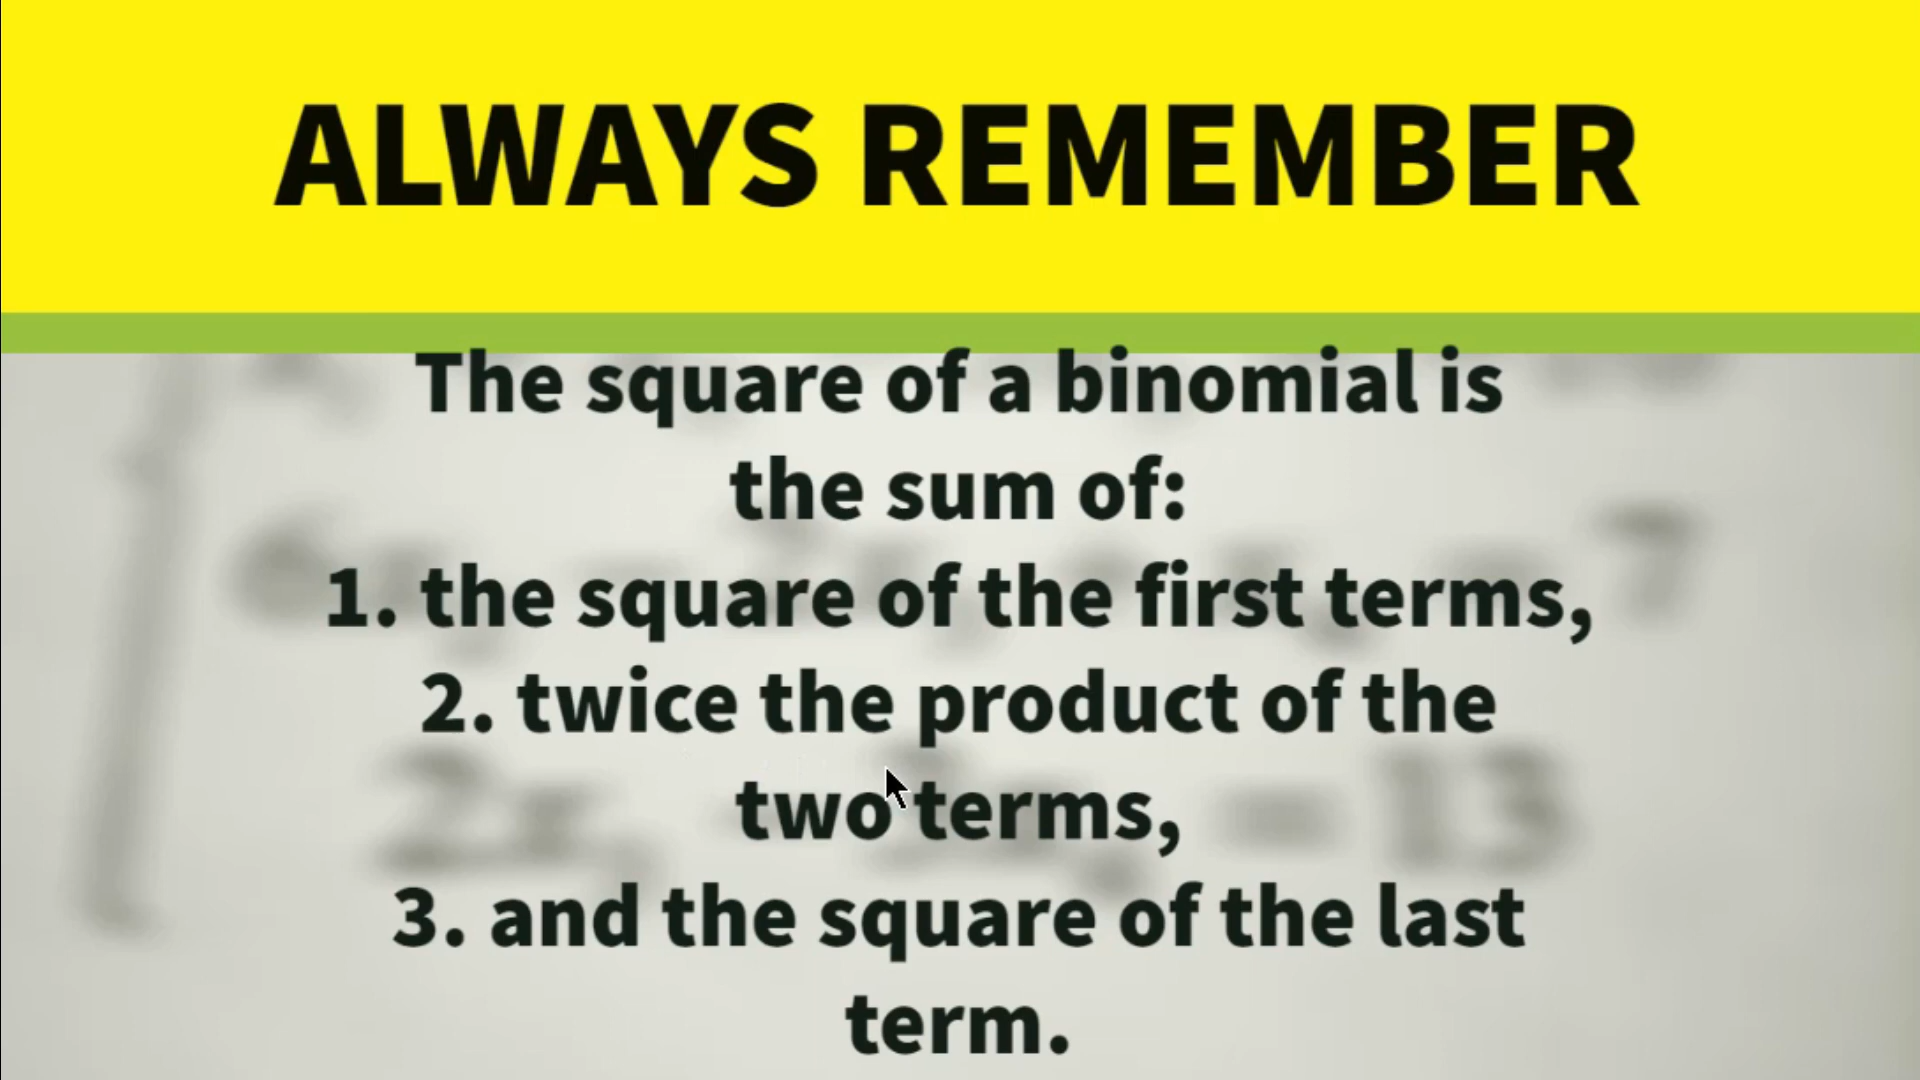 ALWAYS REMEMBER
The square of a binomial is
the sum of:
1. the square of the first terms,
2. twice the product of the
two terms,
3. and the square of the last
term.